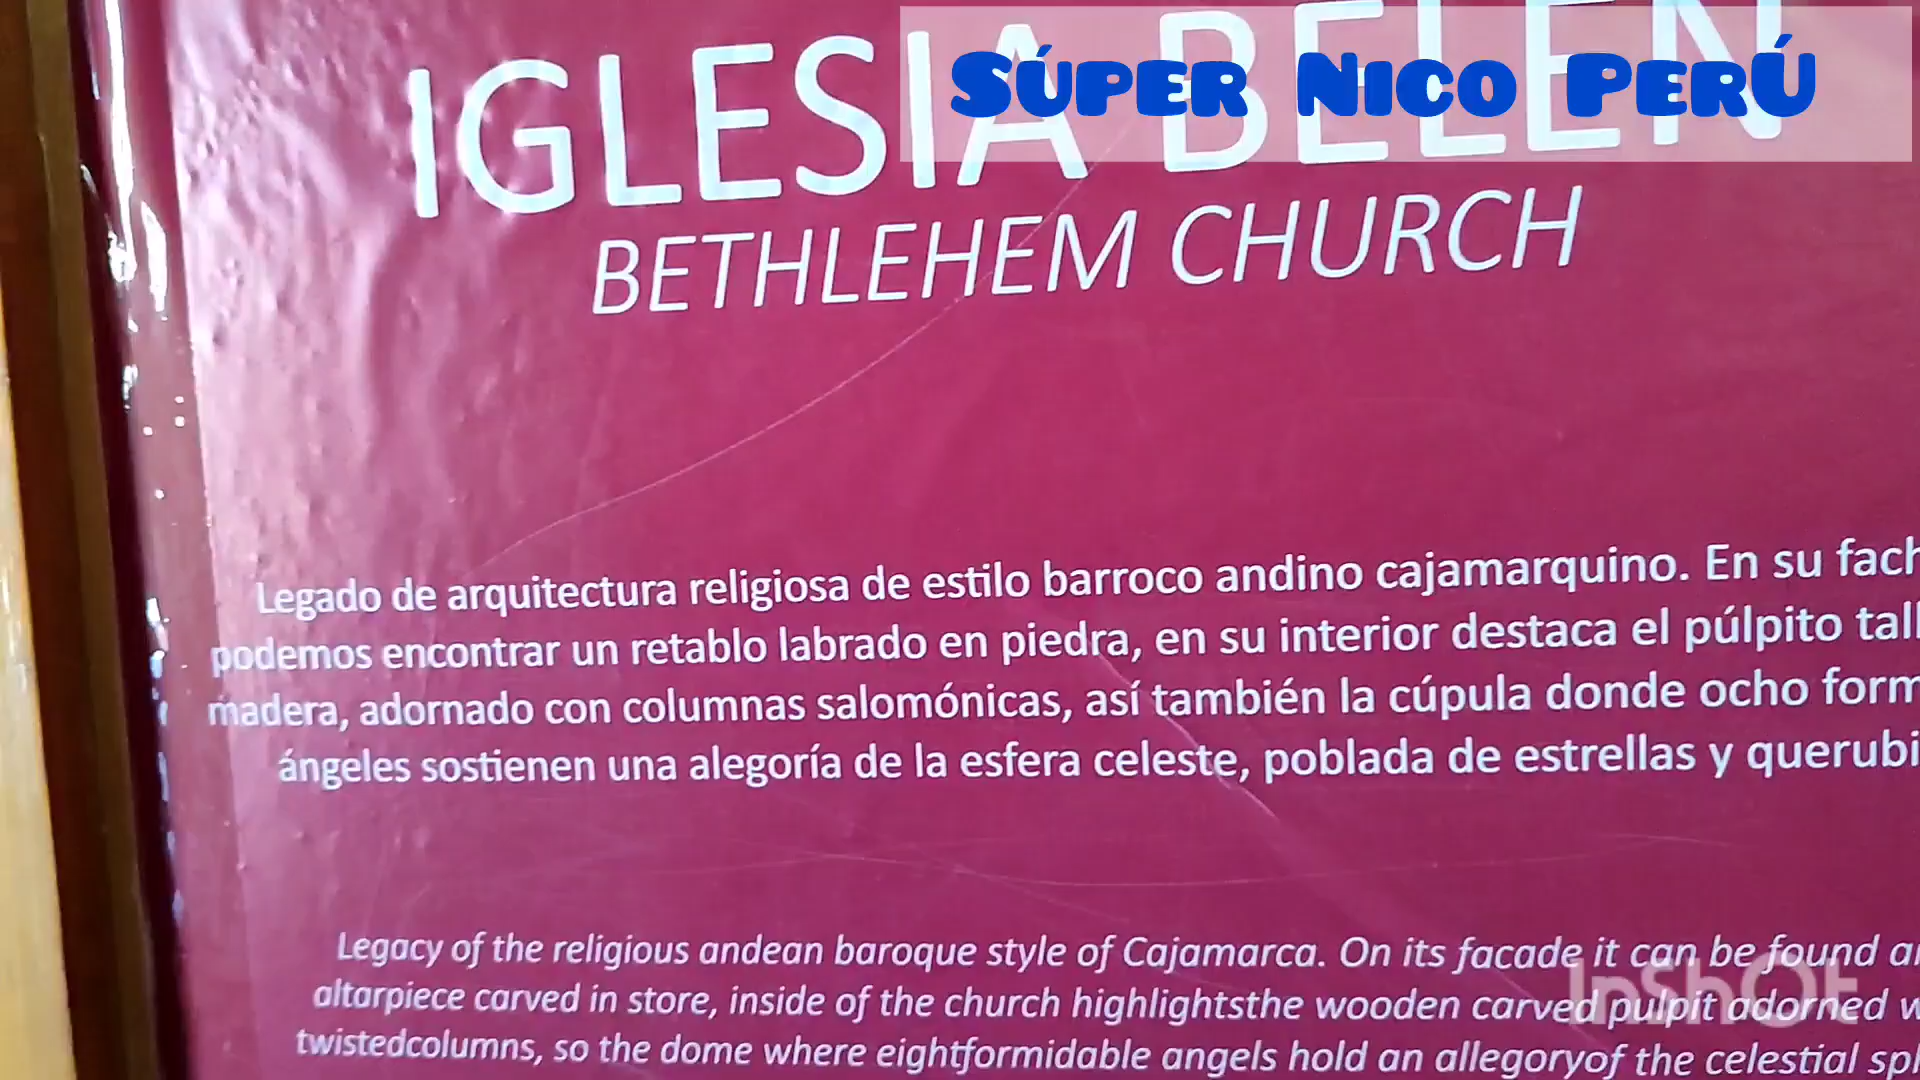 IGLESIA BELÉN
Súper Nico Perú
BETHLEHEM CHURCH
Legado de arquitectura religiosa de estilo barroco andino cajamarquino. En su fach
podemos encontrar un retablo labrado en piedra, en su interior destaca el púlpito tall
madera, adornado con columnas salomónicas, así también la cúpula donde ocho form
ángeles sostienen una alegoría de la esfera celeste, poblada de estrellas y querubi
Legacy of the religious andean baroque style of Cajamarca. On its facade it can be found an
altarpiece carved in store, inside of the church highlightsthe wooden carved pulpit adorned w
twistedcolumns, so the dome where eightformidable angels hold an allegoryof the celestial sph
InShOt